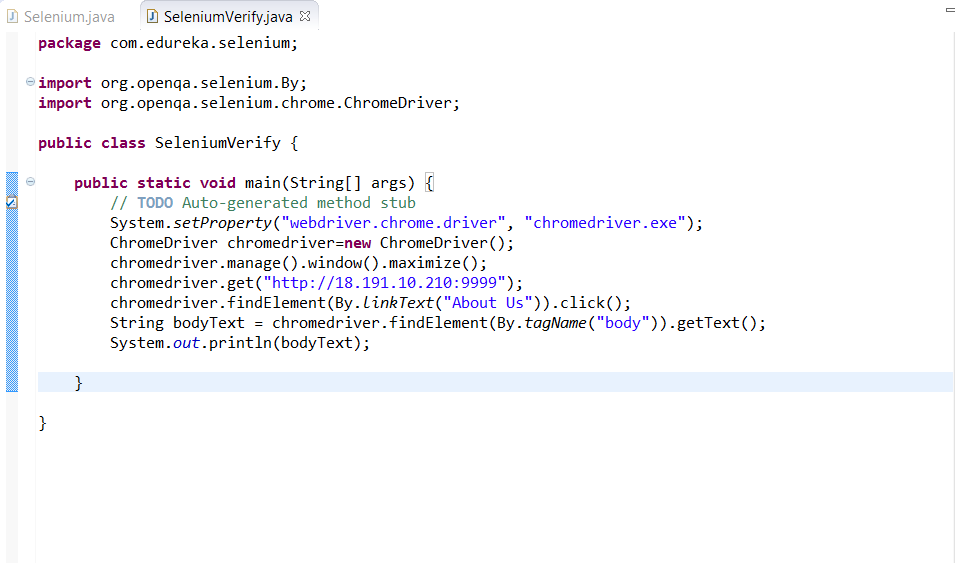 Selenium.java SeleniumVerify.java
package com.edureka.selenium;
import org.openqa.selenium.By;
import org.openqa.selenium.chrome.ChromeDriver;
public class SeleniumVerify {
public static void main(String[] args) {
// TODO Auto-generated method stub
System.setProperty("webdriver.chrome.driver", "chromedriver.exe");
ChromeDriver chromedriver=new ChromeDriver();
chromedriver.manage().window().maximize();
chromedriver.get("http://18.191.10.210:9999");
chromedriver.findElement(By.linkText("About Us")).click();
String bodyText = chromedriver.findElement(By.tagName("body")).getText();
System.out.println(bodyText);
}
}